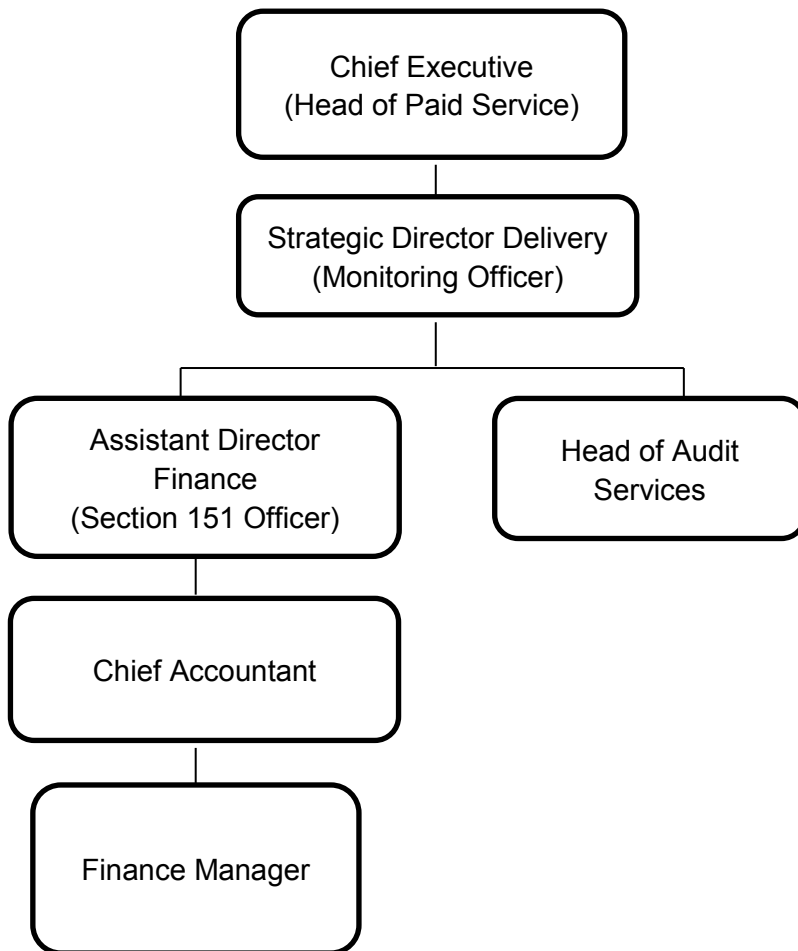 Chief Executive
(Head of Paid Service)
Strategic Director Delivery
(Monitoring Officer)
Assistant Director
Finance
(Section 151 Officer)
Head of Audit
Services
Chief Accountant
Finance Manager